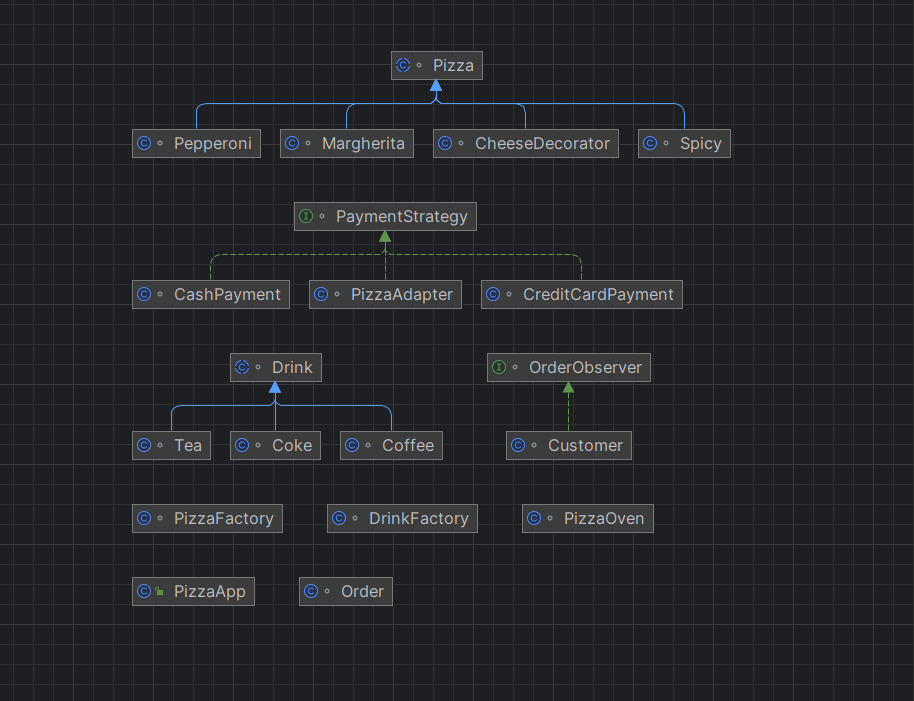 Pizza
Pepperoni
Margherita
CheeseDecorator
Spicy
PaymentStrategy
CashPayment
PizzaAdapter
CreditCardPayment
Drink
OrderObserver
Tea
Coke
Coffee
Customer
PizzaFactory
DrinkFactory
PizzaOven
PizzaApp
Order